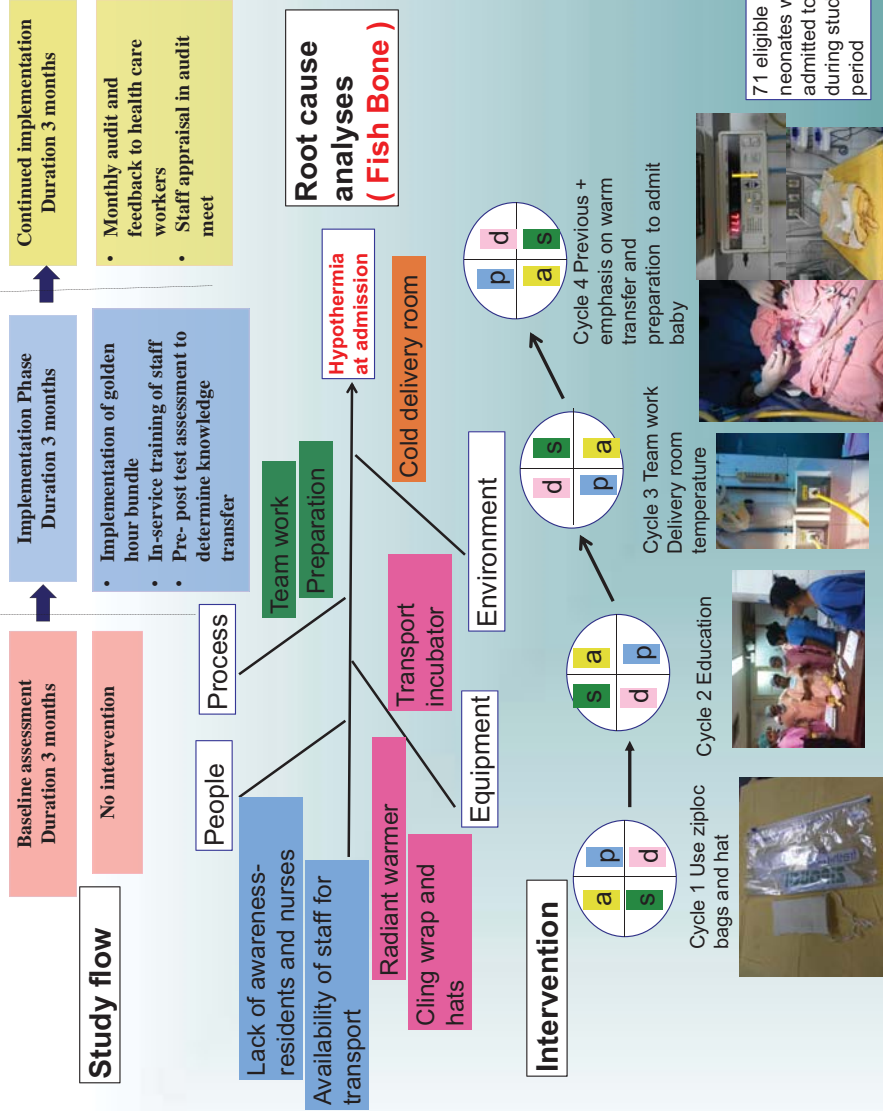 Study flow
Baseline assessment
Duration 3 months
No intervention
Implementation Phase
Duration 3 months
• Implementation of golden
hour bundle
• In-service training of staff
• Pre- post test assessment to
determine knowledge
transfer
Continued implementation
Duration 3 months
• Monthly audit and
feedback to health care
workers
• Staff appraisal in audit
meet
Root cause
analyses
( Fish Bone )
People
Process
Lack of awareness-
residents and nurses
Availability of staff for
transport
Team work
Preparation
Hypothermia
at admission
Radiant warmer
Cling wrap and
hats
Transport
incubator
Cold delivery room
Equipment
Environment
Intervention
a p
s d
Cycle 1 Use ziploc
bags and hat
s a
d p
Cycle 2 Education
d s
p a
Cycle 3 Team work
Delivery room
temperature
p d
a s
Cycle 4 Previous +
emphasis on warm
transfer and
preparation to admit
baby
71 eligible
neonates w
admitted to
during stud
period